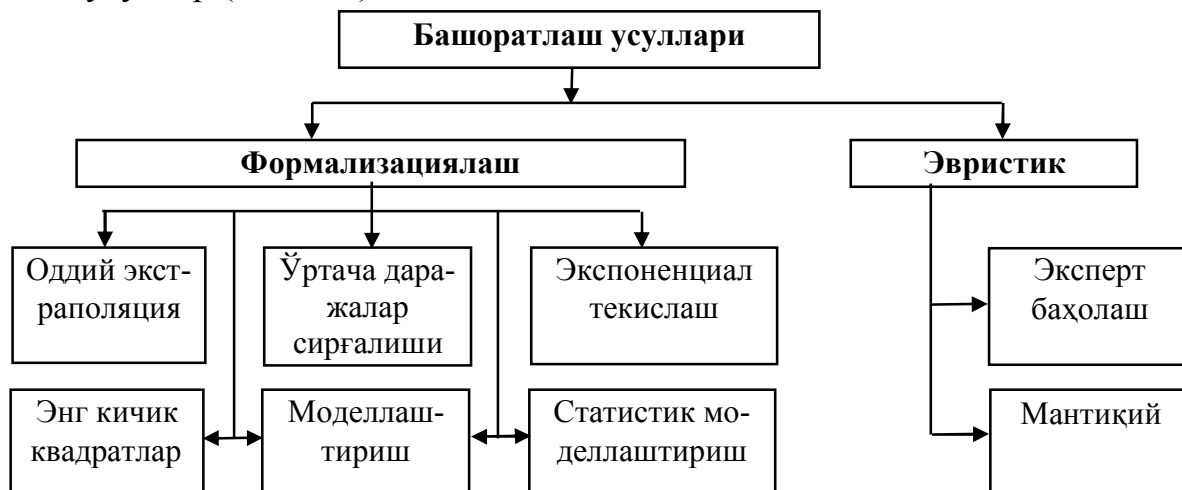 Башоратлаш усуллари
Формализациялаш
Эвристик
Оддий экст-
раполяция
Ўртача дара-
жалар
сирғалиши
Экспоненциал
текислаш
Эксперт
баҳолаш
Энг кичик
квадратлар
Моделлаш-
тириш
Статистик мо-
деллаштириш
Мантиқий